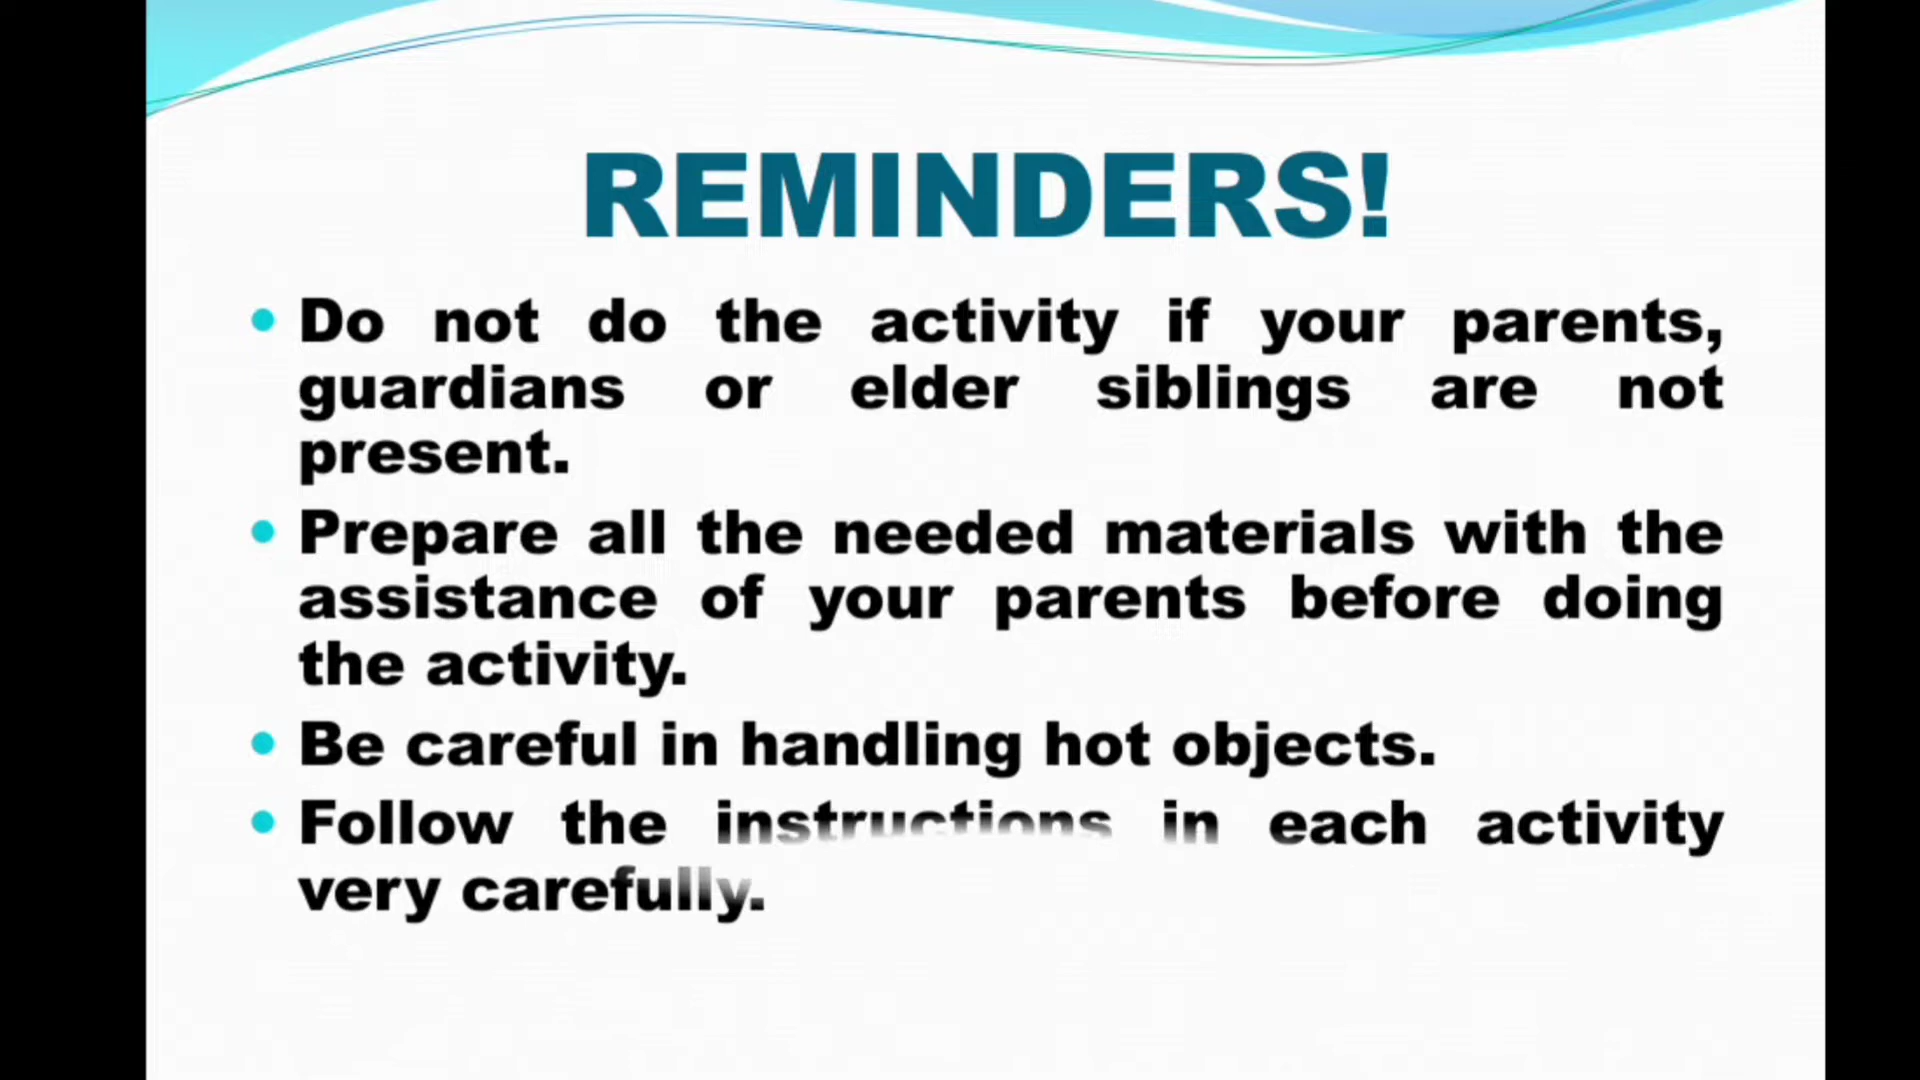 REMINDERS!
• Do not do the activity if your parents,
guardians or elder siblings are not
present.
• Prepare all the needed materials with the
assistance of your parents before doing
the activity.
• Be careful in handling hot objects.
• Follow the instructions in each activity
very carefully.